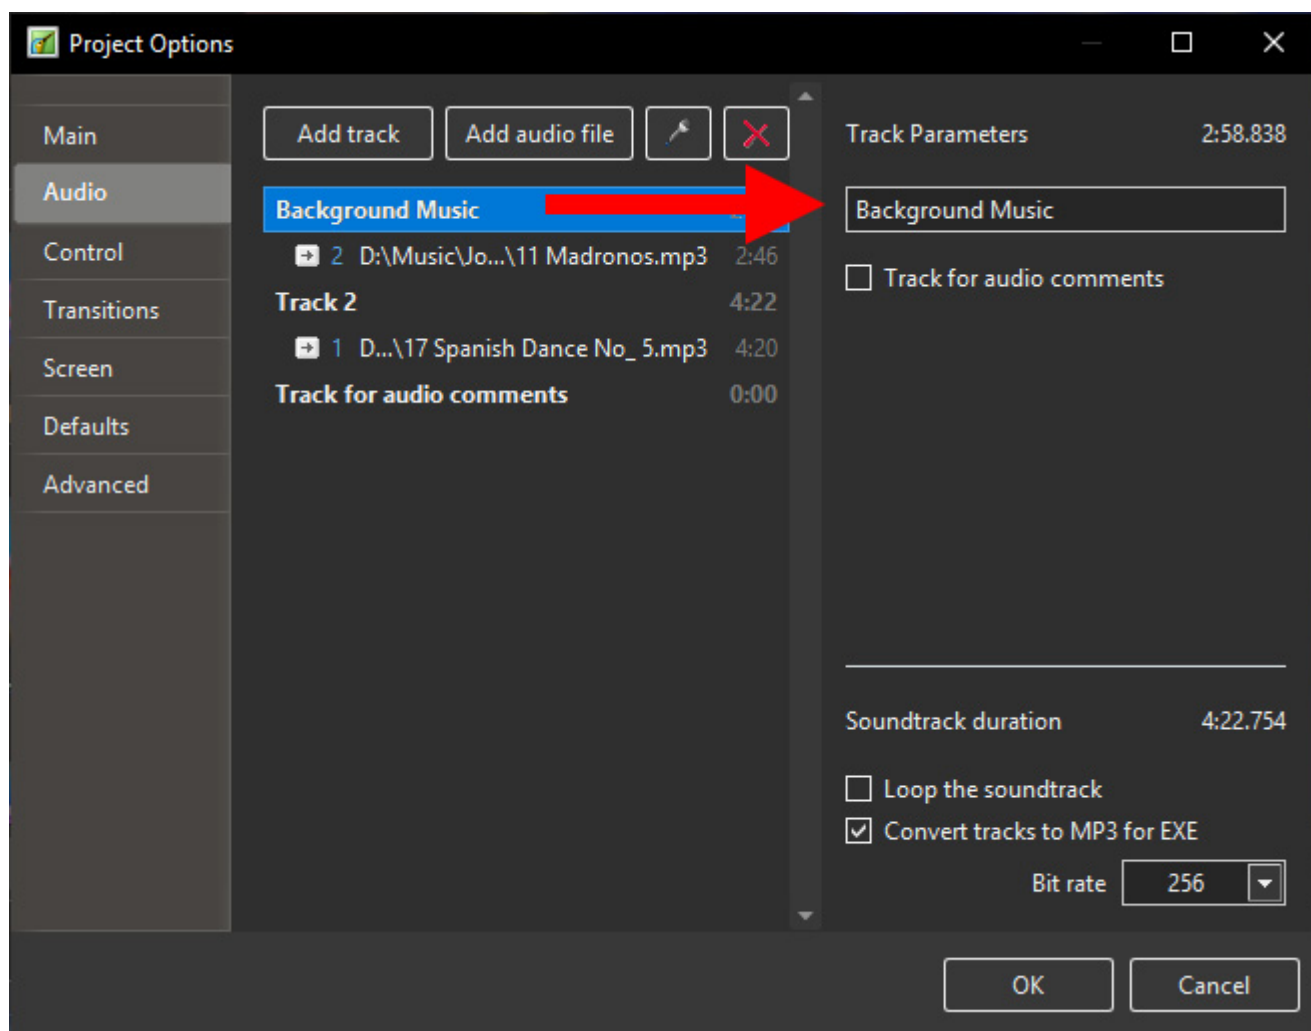 Project Options
Main
Audio
Control
Transitions
Screen
Defaults
Advanced
Add track
Add audio file
Background Music
2 D:\Music\Jo...\11 Madronos.mp3 2:46
Track 2 4:22
1 D...\17 Spanish Dance No_ 5.mp3 4:20
Track for audio comments 0:00
Track Parameters 2:58.838
Background Music
Track for audio comments
Soundtrack duration 4:22.754
Loop the soundtrack
Convert tracks to MP3 for EXE
Bit rate 256
OK
Cancel